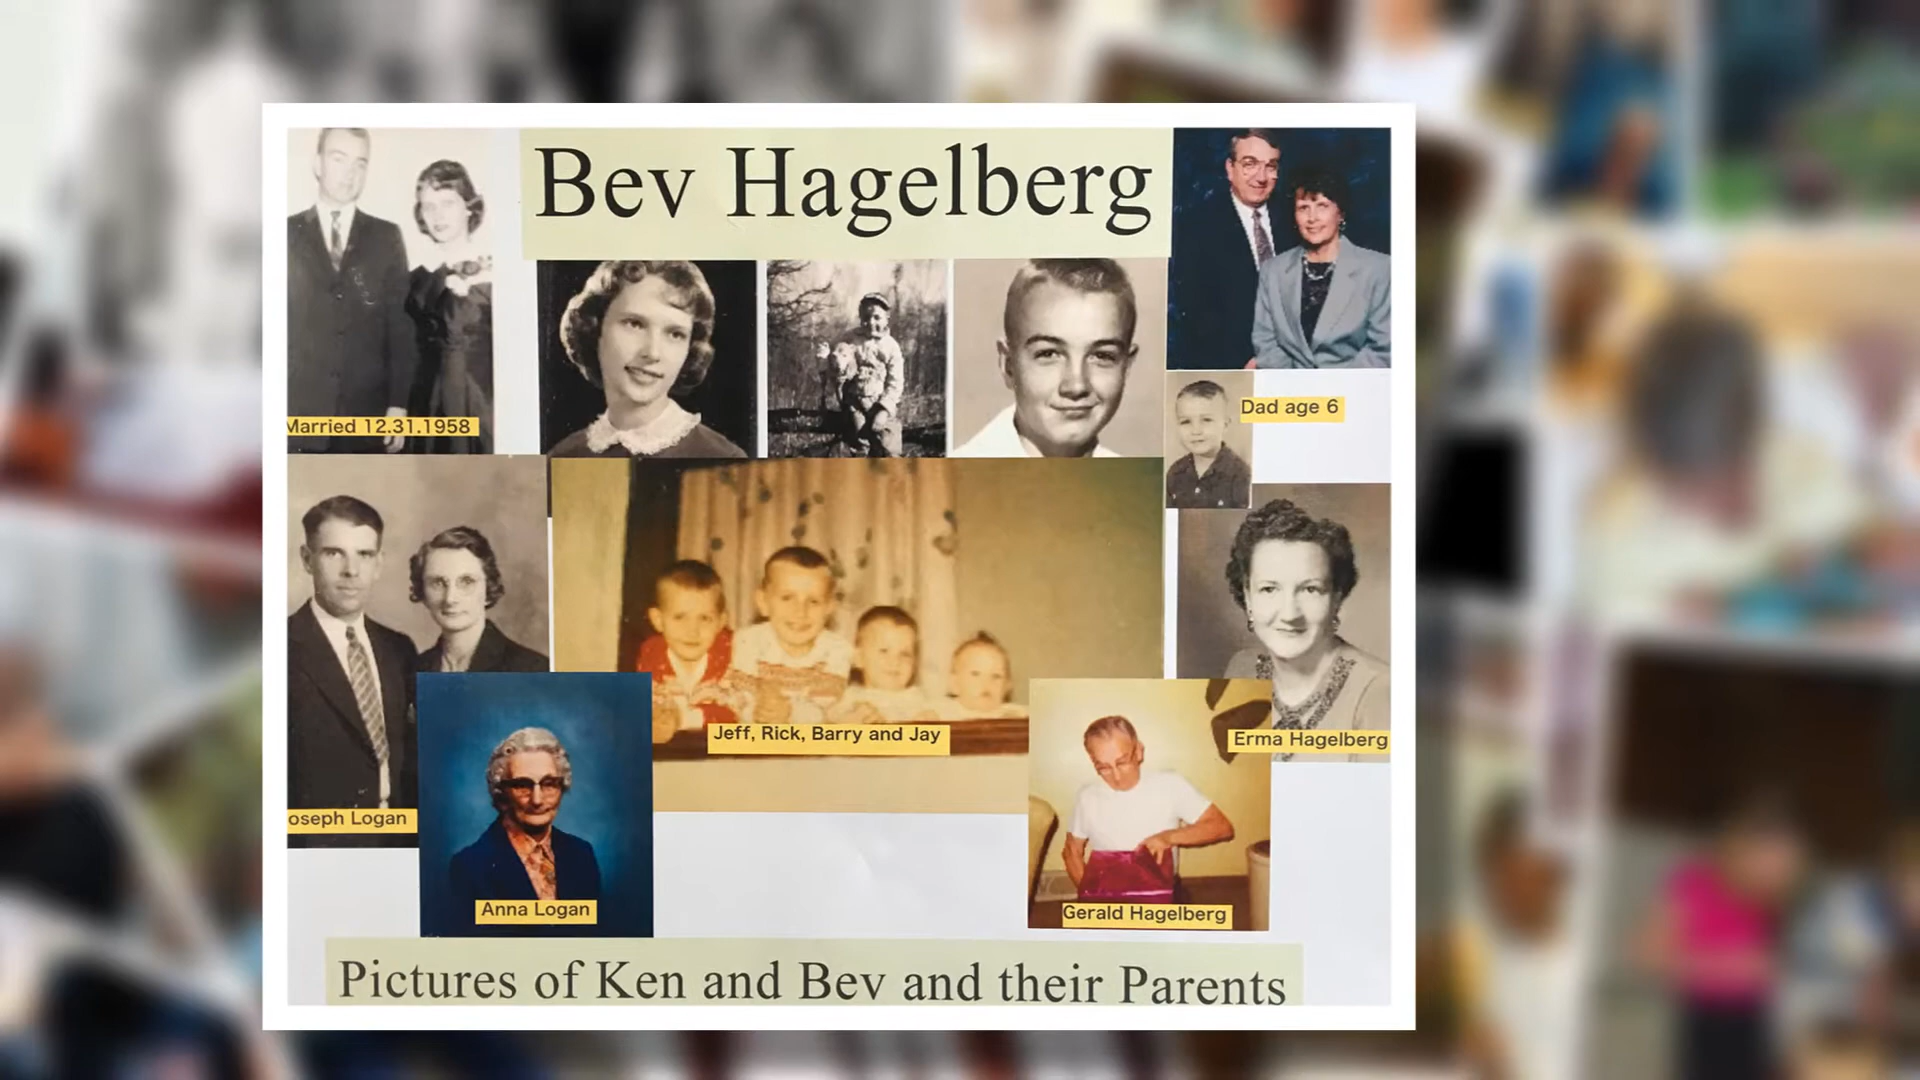 Bev Hagelberg
Married 12.31.1958
Dad age 6
Jeff, Rick, Barry and Jay
Erma Hagelberg
oseph Logan
Anna Logan
Gerald Hagelberg
Pictures of Ken and Bev and their Parents